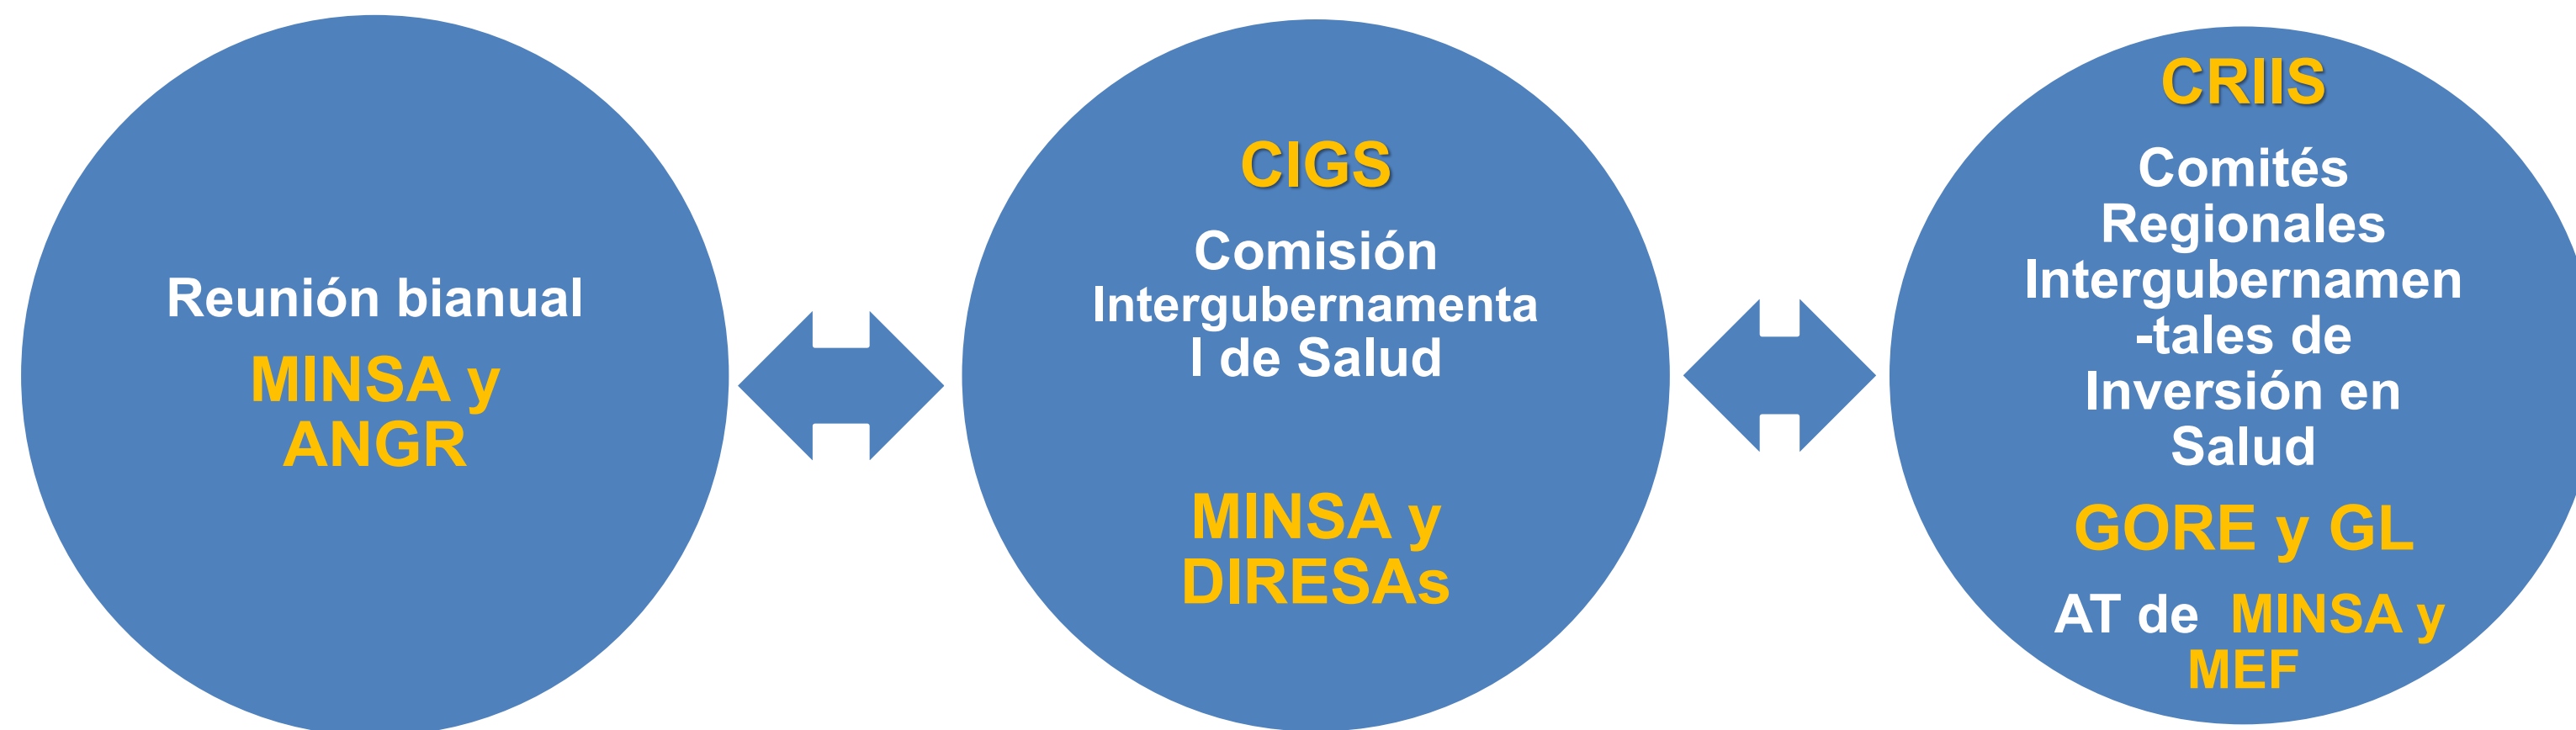 Reunión bianual
MINSA y
ANGR
CIGS
Comisión
Intergubernamenta
l de Salud
MINSA y
DIRESAs
CRIIS
Comités
Regionales
Intergubernamen
-tales de
Inversión en
Salud
GORE y GL
AT de MINSA y
MEF